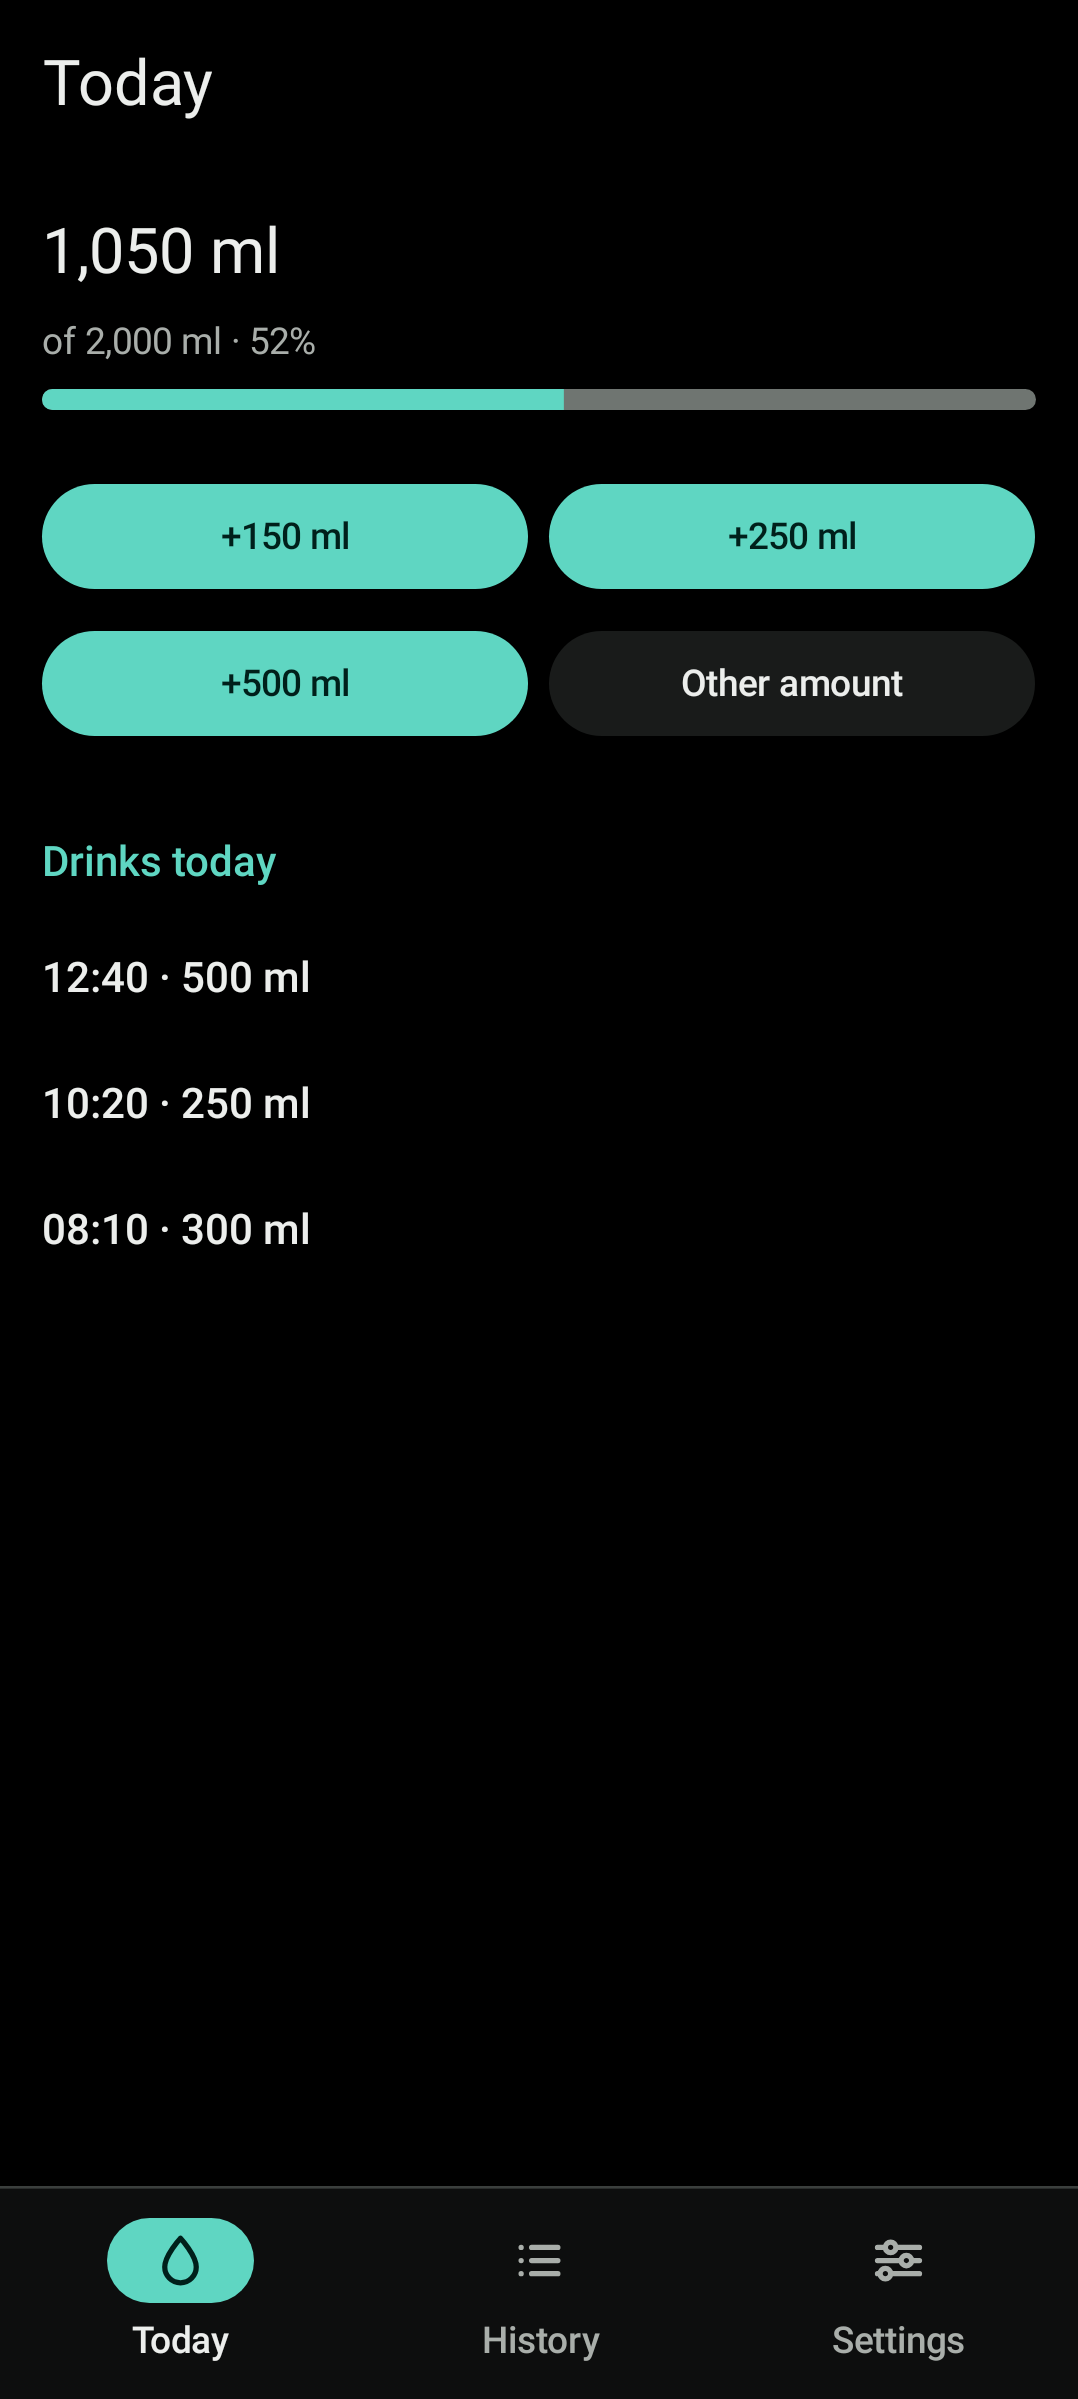 Today
1,050 ml
of 2,000 ml · 52%
+150 ml
+250 ml
+500 ml
Other amount
Drinks today
12:40 · 500 ml
10:20 · 250 ml
08:10 · 300 ml
Today
History
Settings